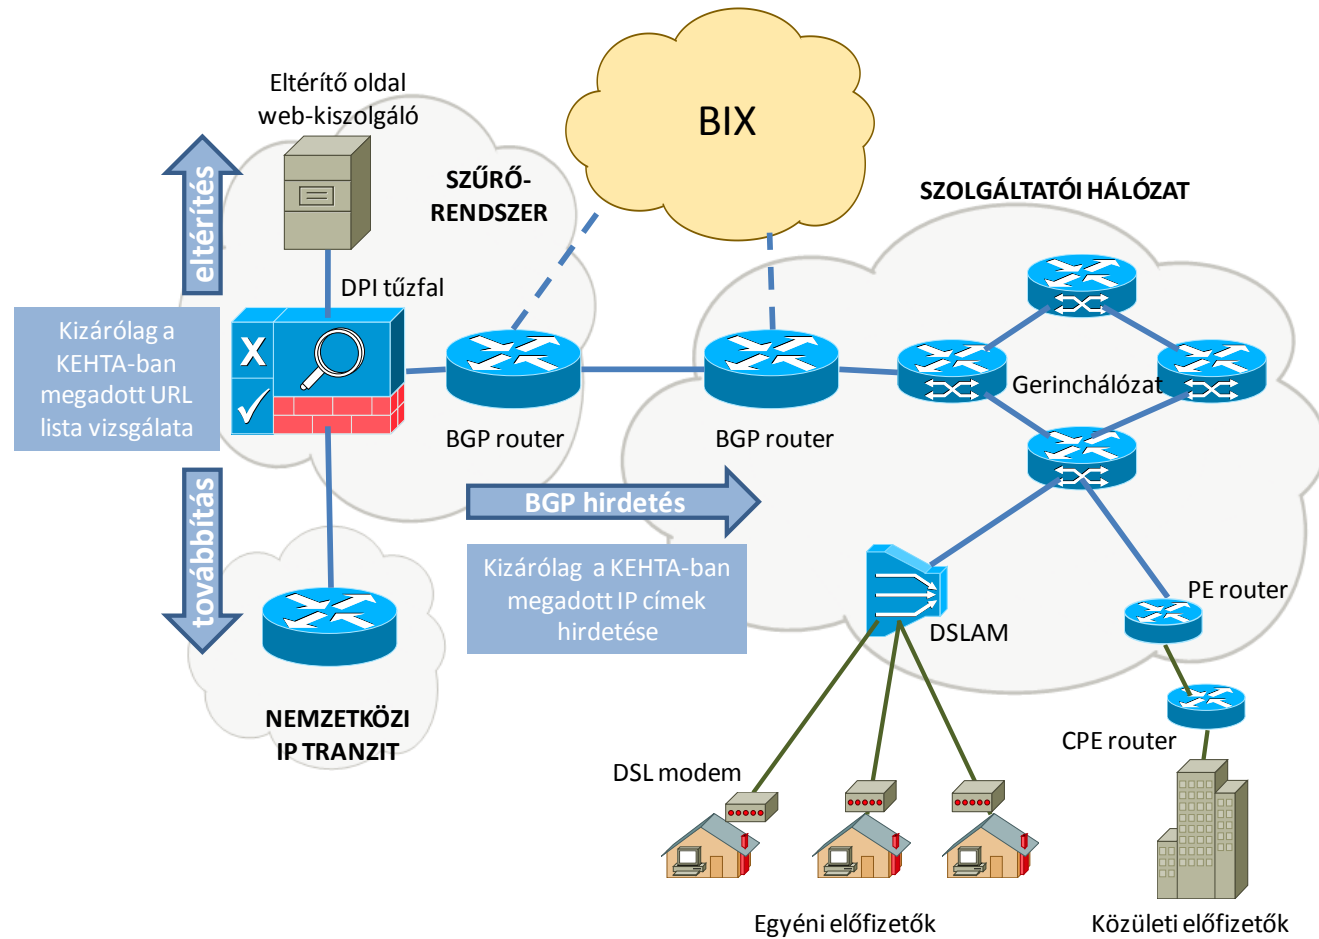 Eltérítő oldal
web-kiszolgáló
BIX
SZŰRŐ-
RENDSZER
SZOLGÁLTATÓI HÁLÓZAT
eltérítés
DPI tűzfal
Kizárólag a
KEHTA-ban
megadott URL
lista vizsgálata
X
BGP router
BGP router
Gerinchálózat
továbbítás
BGP hirdetés
Kizárólag a KEHTA-ban
megadott IP címek
hirdetése
DSLAM
PE router
NEMZETKÖZI
IP TRANZIT
CPE router
DSL modem
Egyéni előfizetők
Közületi előfizetők